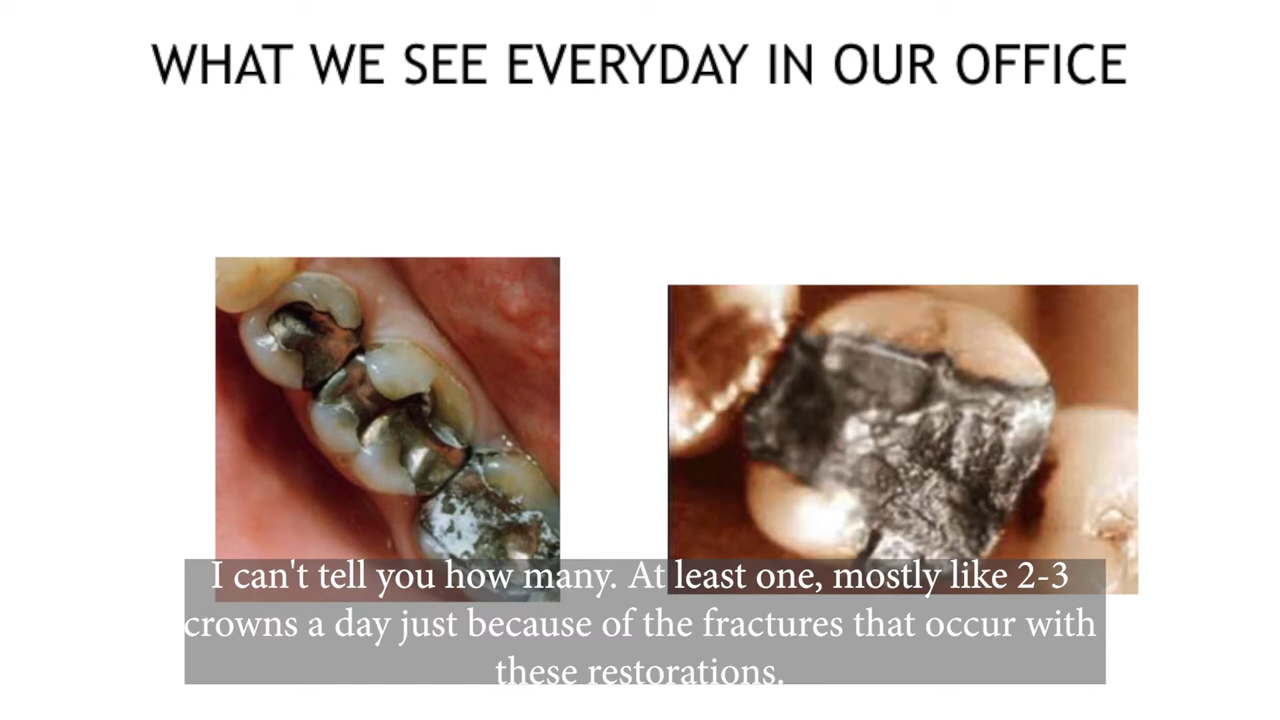 WHAT WE SEE EVERYDAY IN OUR OFFICE
I can't tell you how many. At least one, mostly like 2-3
crowns a day just because of the fractures that occur with
these restorations.